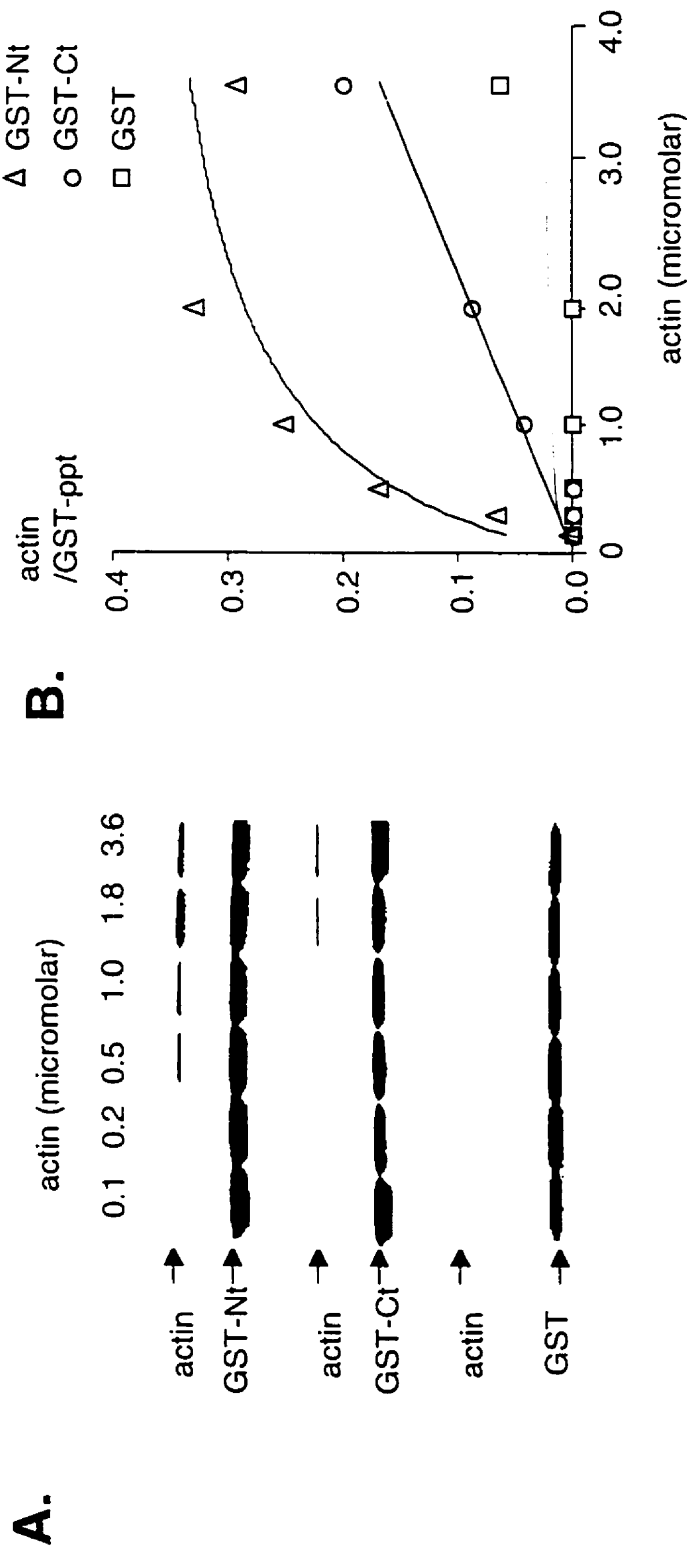 A.
actin (micromolar)
0.1 0.2 0.5 1.0 1.8 3.6
actin
GST-Nt
actin
GST-Ct
actin
GST
B.
actin
/GST-ppt
GST-Nt
GST-Ct
GST
0.4
0.3
0.2
0.1
0.0
0 1.0 2.0 3.0 4.0
actin (micromolar)